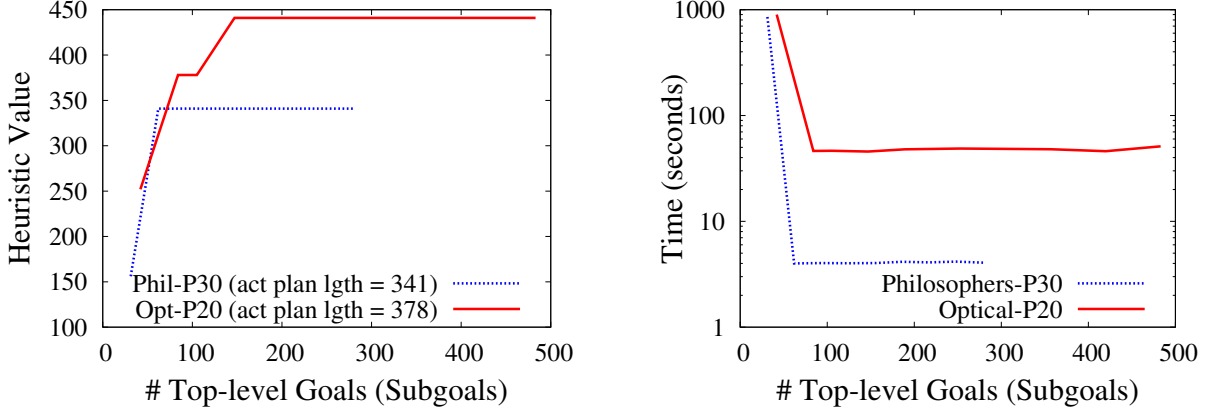 450
400
350
300
250
200
150
100
Heuristic Value
Phil-P30 (act plan lgth = 341)
Opt-P20 (act plan lgth = 378)
0 100 200 300 400 500
# Top-level Goals (Subgoals)
1000
100
10
1
Time (seconds)
Philosophers-P30
Optical-P20
0 100 200 300 400 500
# Top-level Goals (Subgoals)